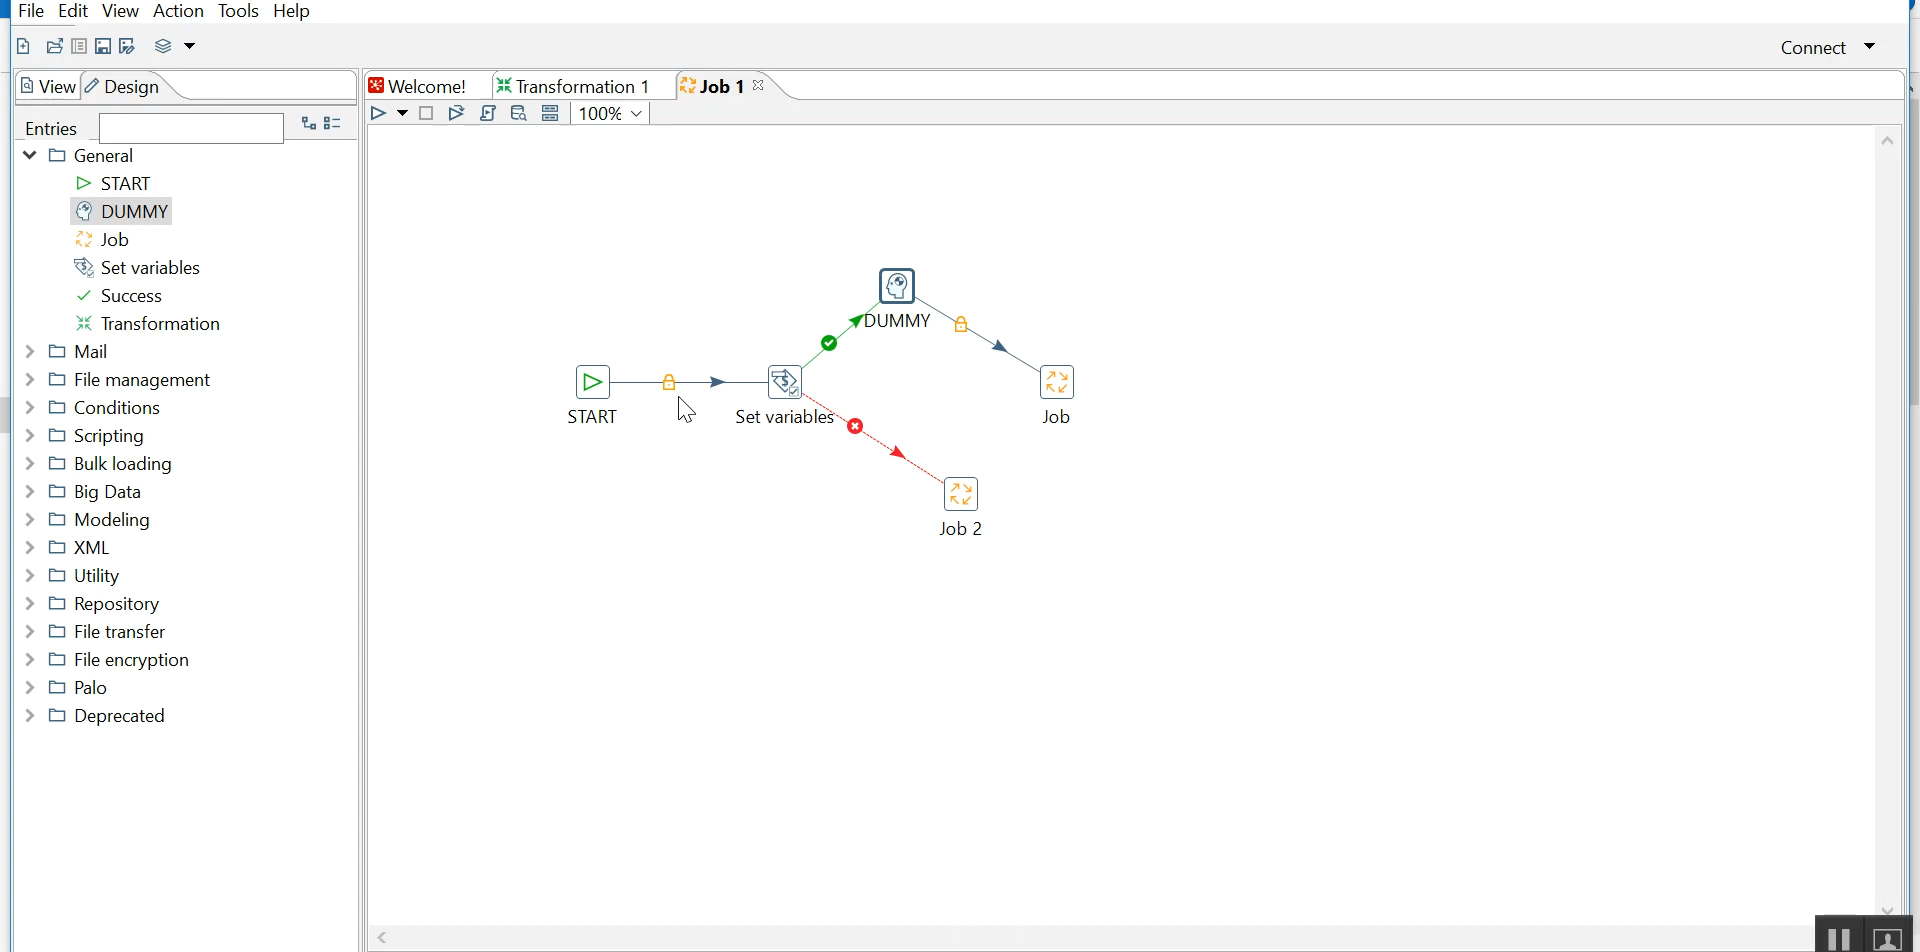 File Edit View Action Tools Help
Connect
View Design
Welcome! Transformation 1 Job 1
100%
Entries
General
START
DUMMY
Job
Set variables
Success
Transformation
Mail
File management
Conditions
Scripting
Bulk loading
Big Data
Modeling
XML
Utility
Repository
File transfer
File encryption
Palo
Deprecated
DUMMY
START
Set variables
Job
Job 2